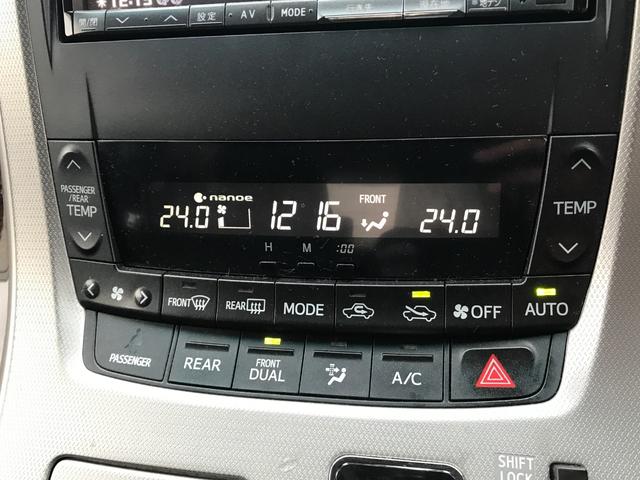 設定
AV
MODE
PASSENGER
/REAR
TEMP
24.0
nanoe
12 16
FRONT
24.0
TEMP
H
M
:00
FRONT
REAR
MODE
OFF
AUTO
PASSENGER
REAR
FRONT
DUAL
A/C
SHIFT
LOCK